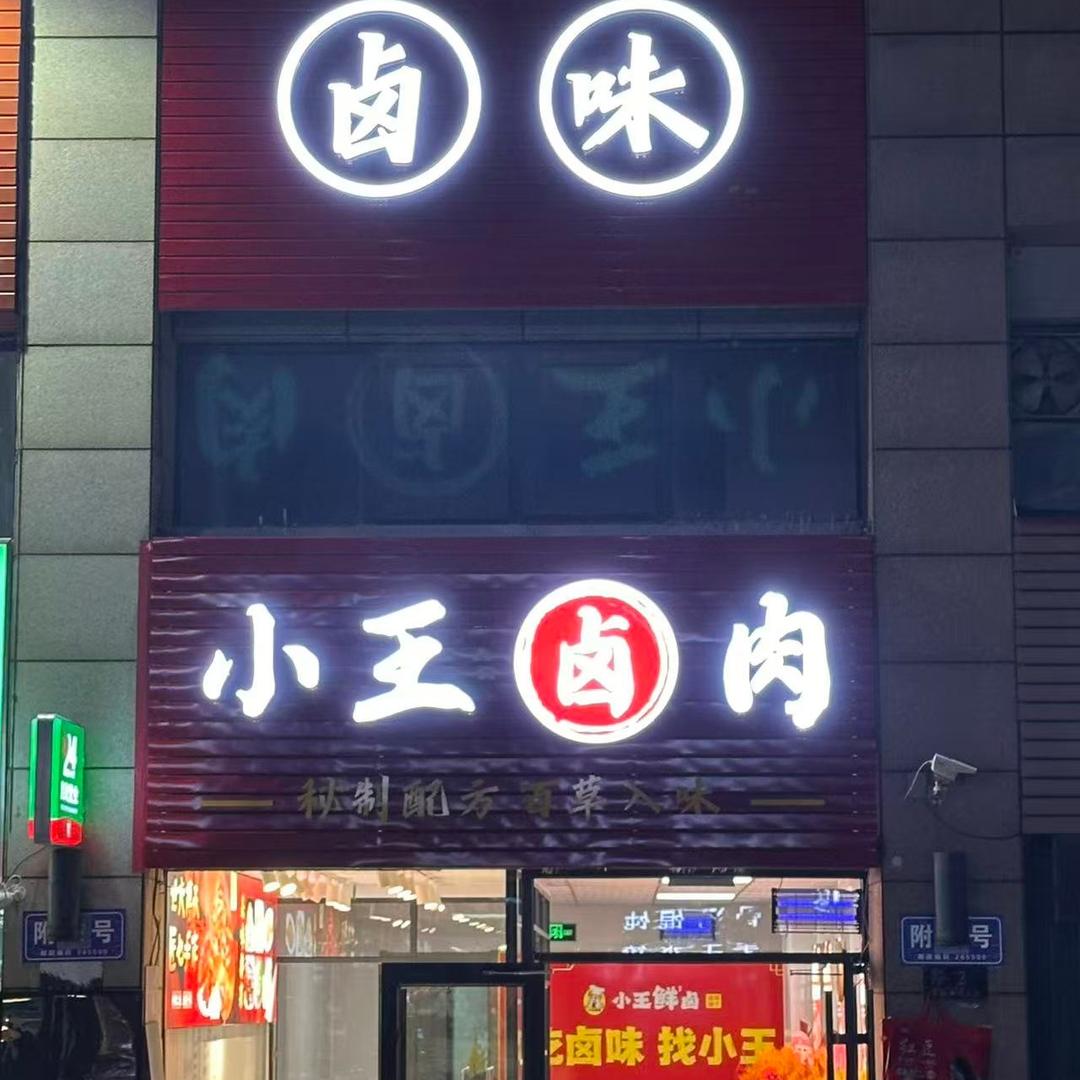 卤味
小王卤肉
秘制配方 百草入味
附 号
附 号
小王鲜卤
吃卤味 找小王